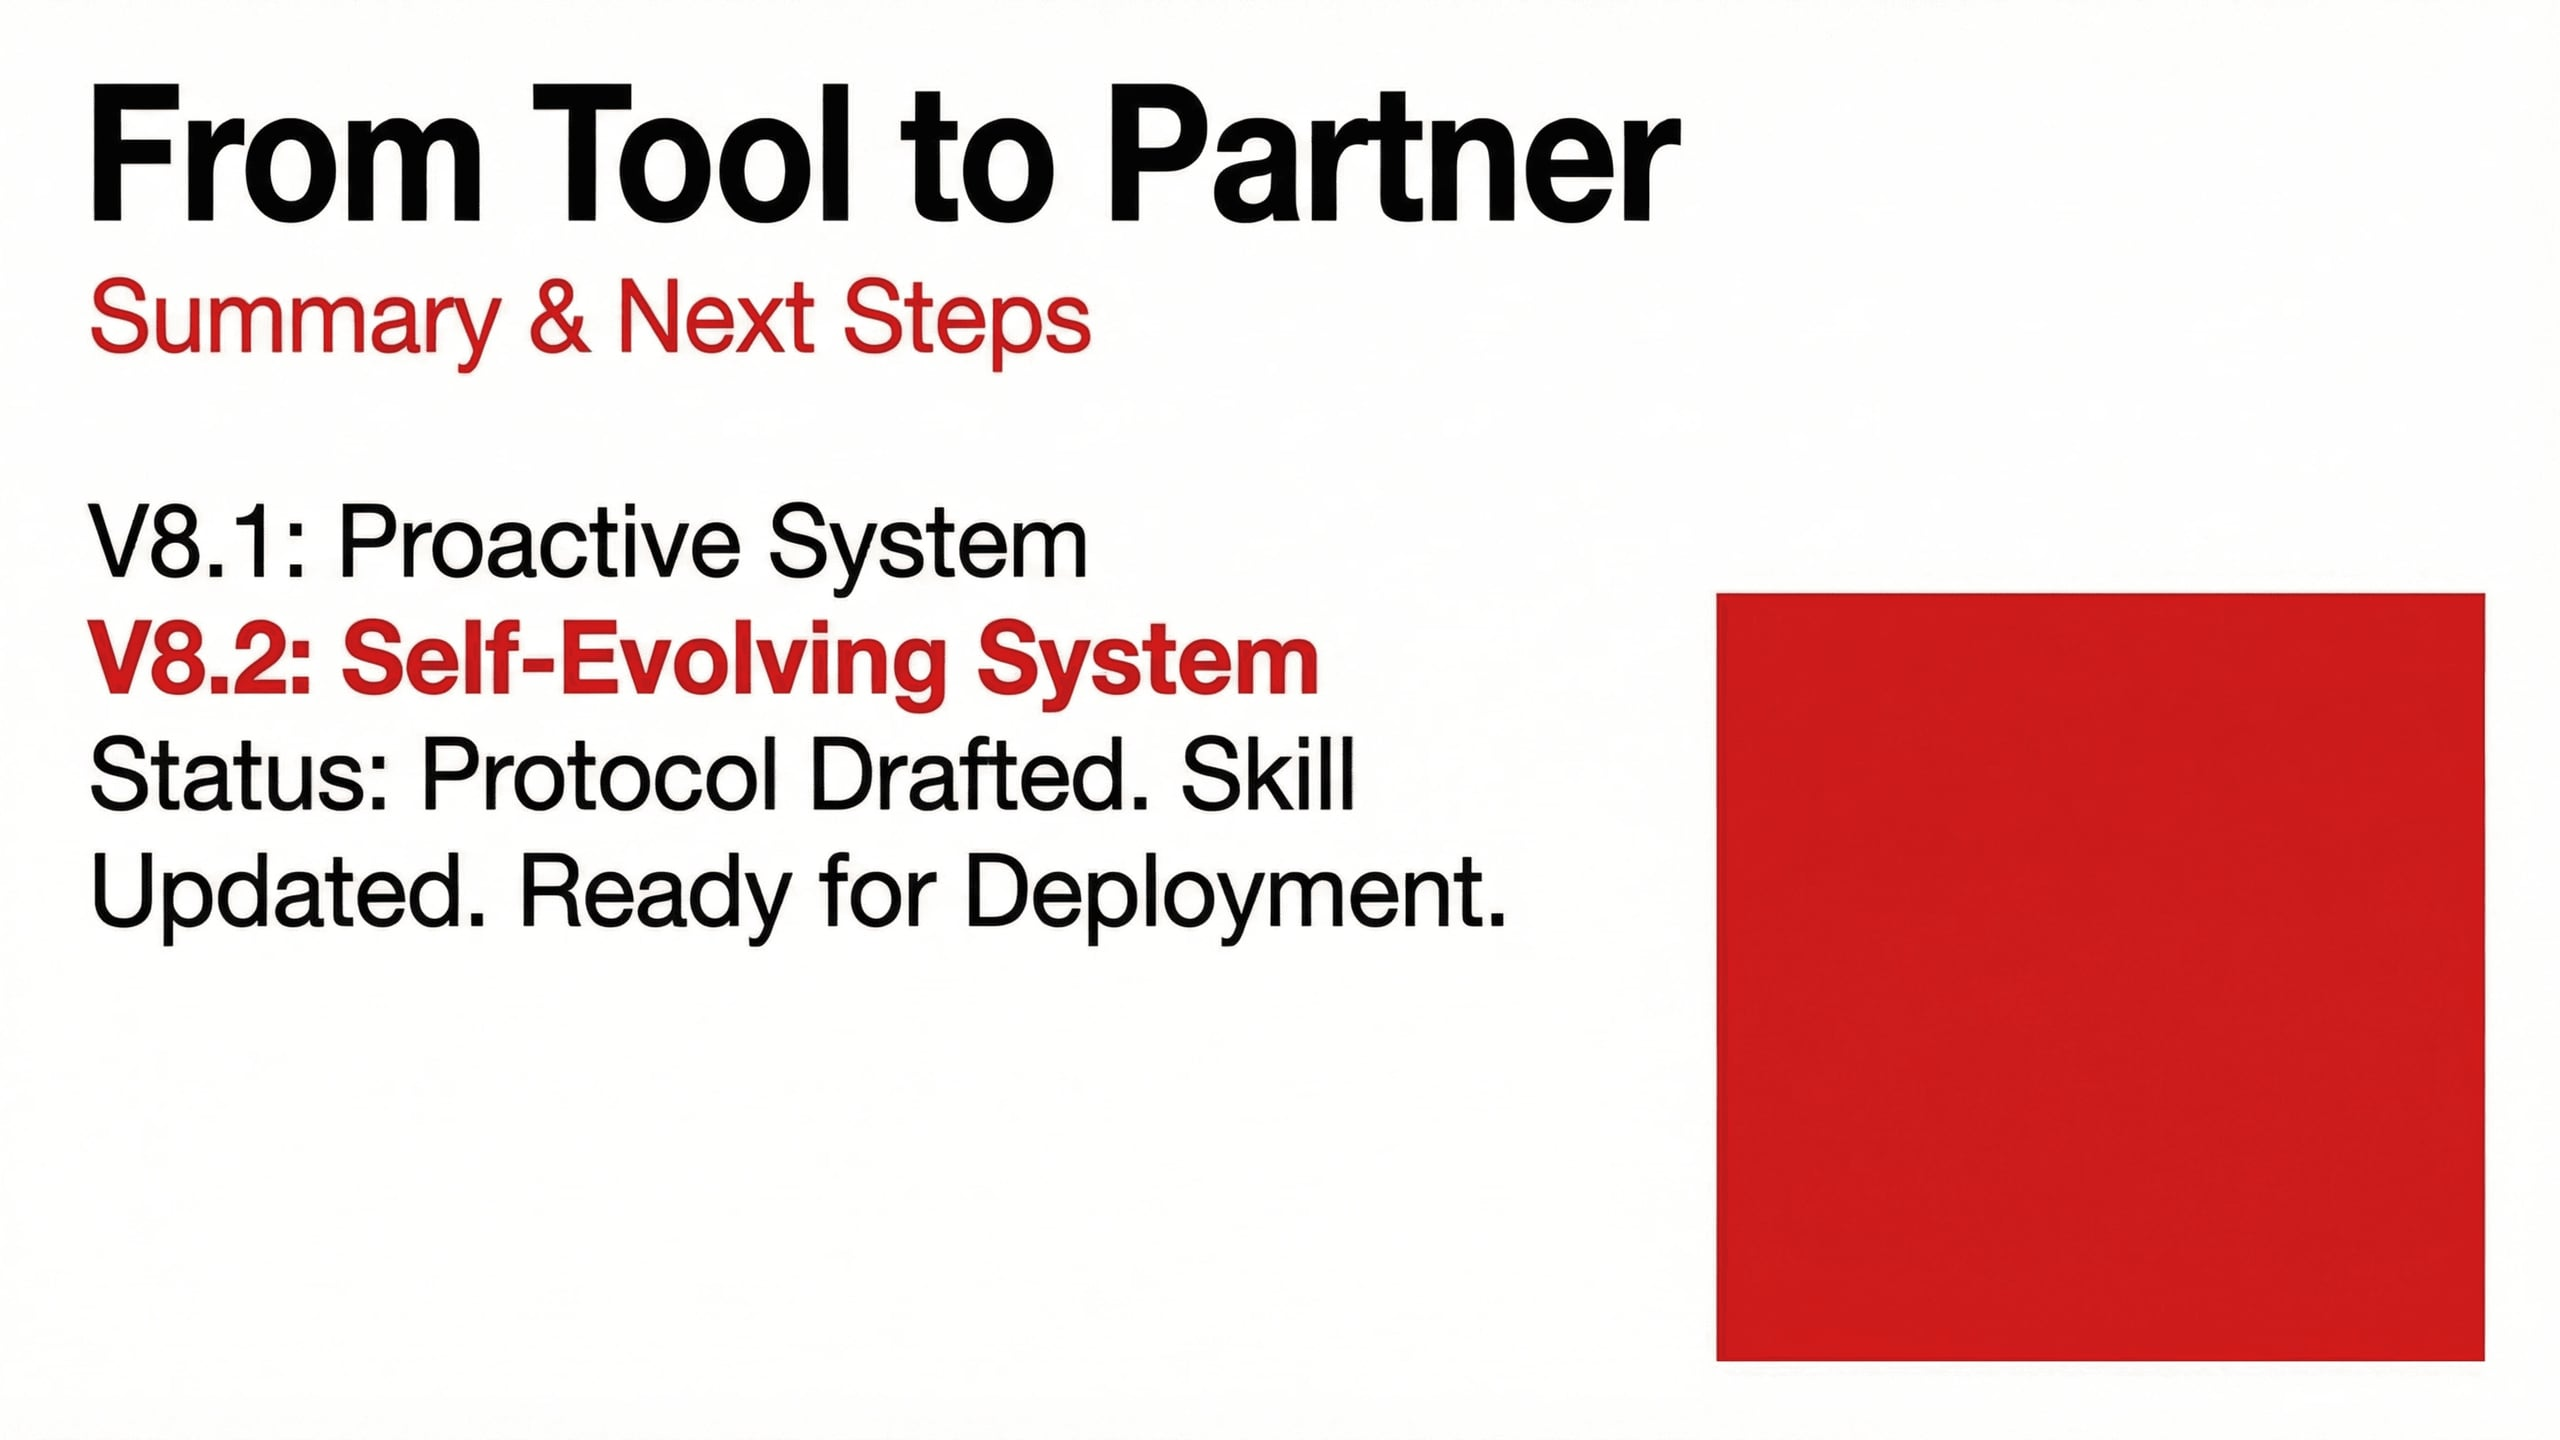 From Tool to Partner
Summary & Next Steps
V8.1: Proactive System
V8.2: Self-Evolving System
Status: Protocol Drafted. Skill
Updated. Ready for Deployment.